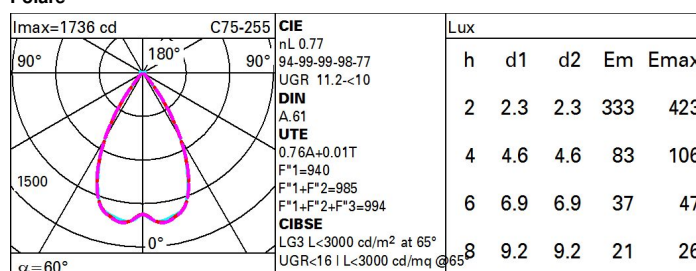 Imax=1736 cd C75-255
90° 180° 90°
1500
0°
α=60°
CIE
nL 0.77
94-99-99-98-77
UGR 11.2-<10
DIN
A.61
UTE
0.76A+0.01T
F"1=940
F"1+F"2=985
F"1+F"2+F"3=994
CIBSE
LG3 L<3000 cd/m² at 65°
UGR<16 | L<3000 cd/mq @65°
Lux
h d1 d2 Em Emax
2 2.3 2.3 333 423
4 4.6 4.6 83 106
6 6.9 6.9 37 47
8 9.2 9.2 21 26